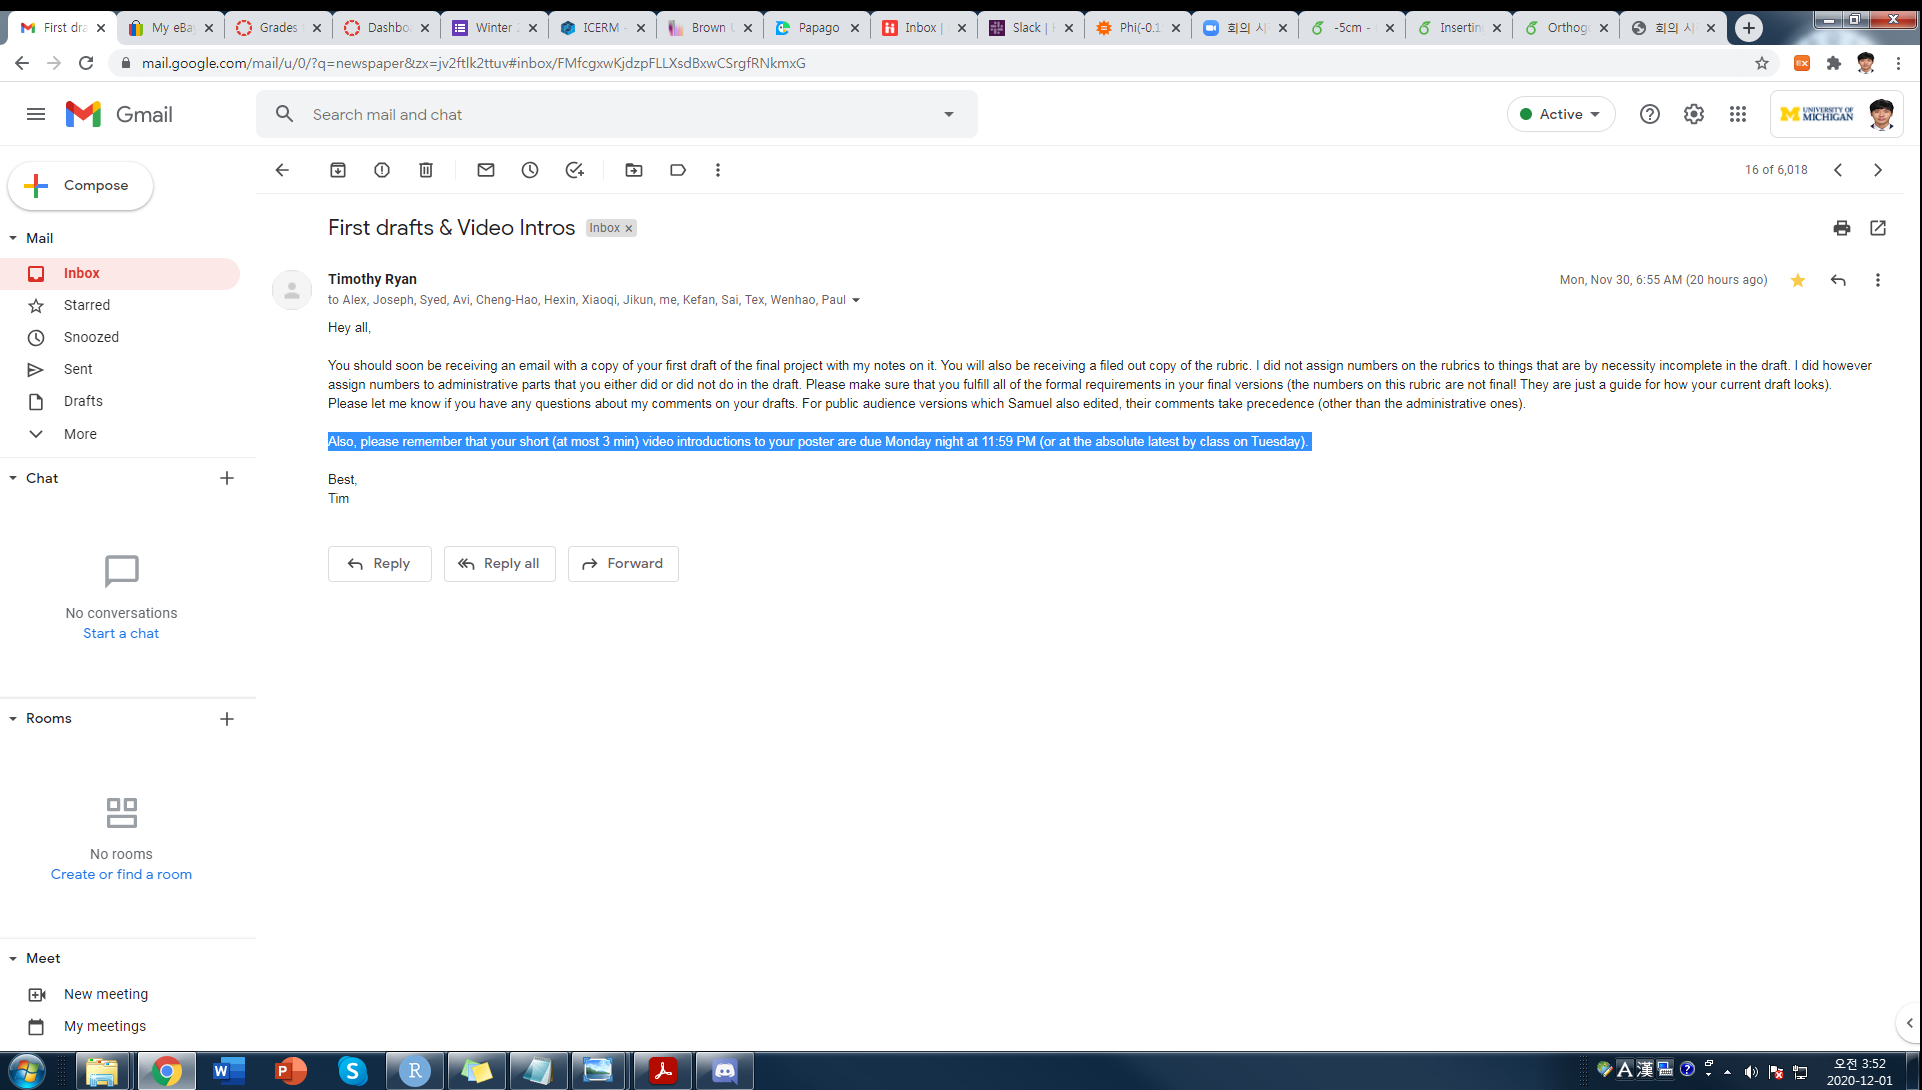 First dra
My eBa
Grades
Dashbo
Winter
ICERM -
Brown
Papago
Inbox |
Slack |
Phi(-0.1
회의 시
-5cm -
Insertin
Orthog
회의 시
mail.google.com/mail/u/0/?q=newspaper&zx=jv2ftlk2ttuv#inbox/FMfcgxwKjdzpFLLXsdBxwCSrgfRNkmxG
Gmail
Search mail and chat
Active
UNIVERSITY OF
MICHIGAN
Compose
16 of 6,018
Mail
Inbox
Starred
Snoozed
Sent
Drafts
More
First drafts & Video Intros
Inbox ×
Timothy Ryan
Mon, Nov 30, 6:55 AM (20 hours ago)
to Alex, Joseph, Syed, Avi, Cheng-Hao, Hexin, Xiaoqi, Jikun, me, Kefan, Sai, Tex, Wenhao, Paul
Hey all,
You should soon be receiving an email with a copy of your first draft of the final project with my notes on it. You will also be receiving a filed out copy of the rubric. I did not assign numbers on the rubrics to things that are by necessity incomplete in the draft. I did however
assign numbers to administrative parts that you either did or did not do in the draft. Please make sure that you fulfill all of the formal requirements in your final versions (the numbers on this rubric are not final! They are just a guide for how your current draft looks).
Please let me know if you have any questions about my comments on your drafts. For public audience versions which Samuel also edited, their comments take precedence (other than the administrative ones).
Also, please remember that your short (at most 3 min) video introductions to your poster are due Monday night at 11:59 PM (or at the absolute latest by class on Tuesday).
Best,
Tim
Reply
Reply all
Forward
Chat
No conversations
Start a chat
Rooms
No rooms
Create or find a room
Meet
New meeting
My meetings
A 漢
오전 3:52
2020-12-01